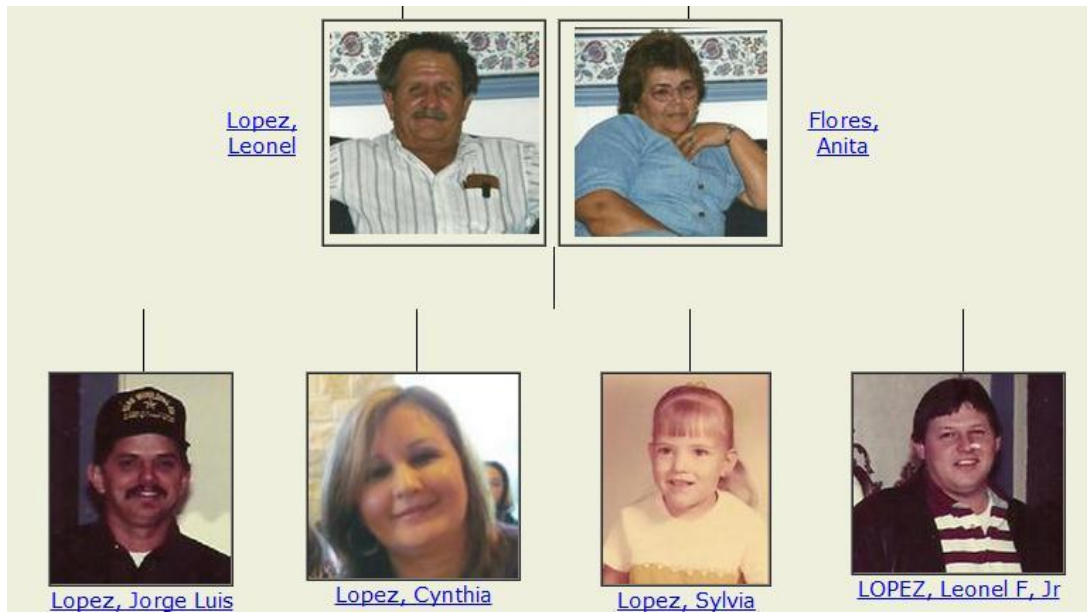 Lopez,
Leonel
Flores,
Anita
Lopez, Jorge Luis
Lopez, Cynthia
Lopez, Sylvia
LOPEZ, Leonel F, Jr